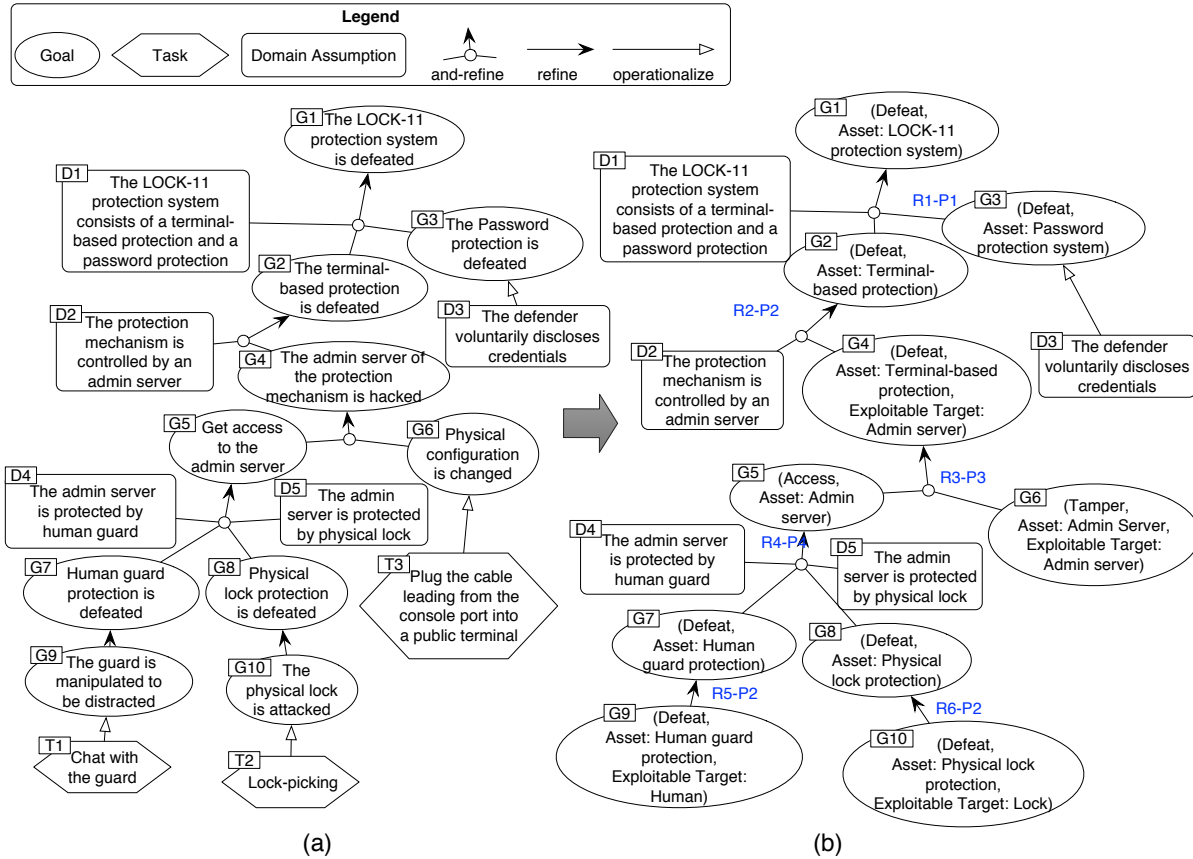 Legend
Goal
Task
Domain Assumption
and-refine
refine
operationalize
G1
The LOCK-11
protection system
is defeated
D1
The LOCK-11
protection system
consists of a terminal-
based protection and a
password protection
G3
The Password
protection is
defeated
G2
The terminal-
based protection
is defeated
D2
The protection
mechanism is
controlled by an
admin server
D3
The defender
voluntarily discloses
credentials
G4
The admin server of
the protection
mechanism is hacked
G5
Get access
to the
admin server
G6
Physical
configuration
is changed
D4
The admin server
is protected by
human guard
D5
The admin
server is protected
by physical lock
G7
Human guard
protection is
defeated
G8
Physical
lock protection
is defeated
T3
Plug the cable
leading from the
console port into
a public terminal
G9
The guard is
manipulated to
be distracted
G10
The
physical lock
is attacked
T1
Chat with
the guard
T2
Lock-picking
(a)
G1
(Defeat,
Asset: LOCK-11
protection system)
D1
The LOCK-11
protection system
consists of a terminal-
based protection and a
password protection
R1-P1
G3
(Defeat,
Asset: Password
protection system)
G2
(Defeat,
Asset: Terminal-
based protection)
R2-P2
D2
The protection
mechanism is
controlled by an
admin server
G4
(Defeat,
Asset: Terminal-based
protection,
Exploitable Target:
Admin server)
D3
The defender
voluntarily discloses
credentials
R3-P3
G5
(Access,
Asset: Admin
server)
G6
(Tamper,
Asset: Admin Server,
Exploitable Target:
Admin server)
D4
The admin server
is protected by
human guard
R4-P4
D5
The admin
server is protected
by physical lock
G7
(Defeat,
Asset: Human
guard protection)
G8
(Defeat,
Asset: Physical
lock protection)
R5-P2
R6-P2
G9
(Defeat,
Asset: Human guard
protection,
Exploitable Target:
Human)
G10
(Defeat,
Asset: Physical lock
protection,
Exploitable Target: Lock)
(b)